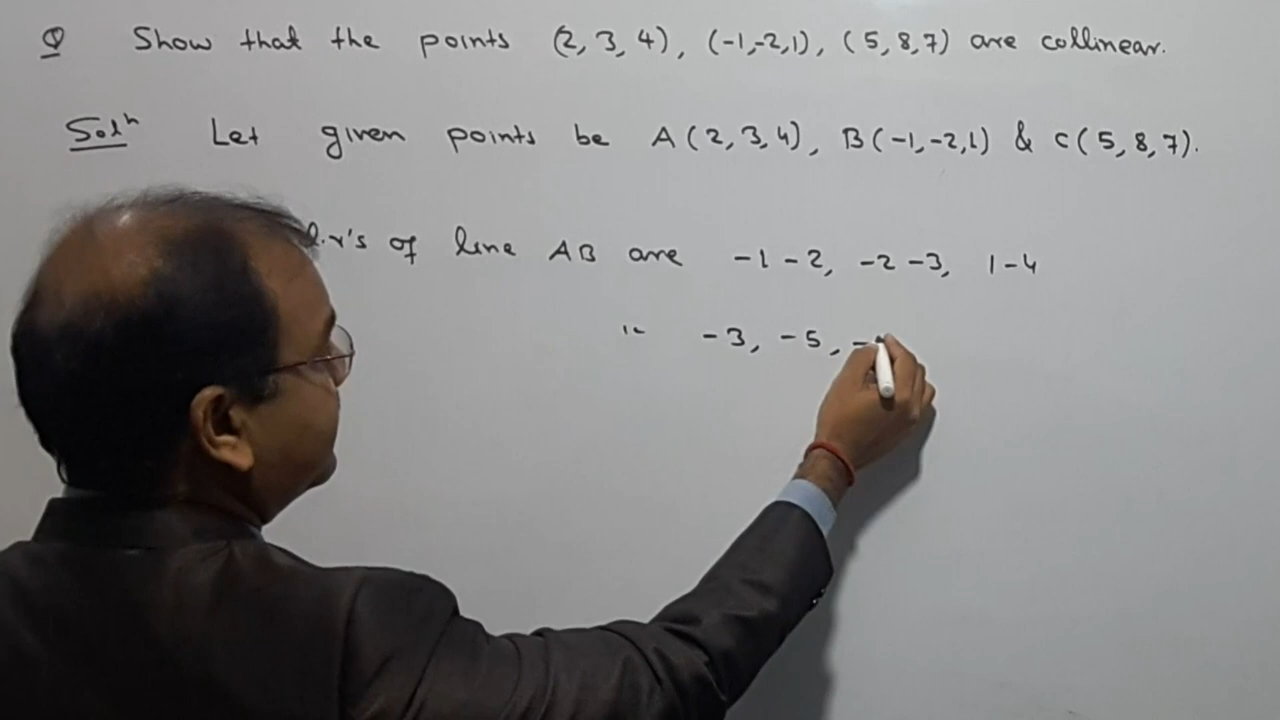 Q Show that the points (2, 3, 4), (-1,-2,1), (5,8,7) are collinear.
Solⁿ Let given points be A(2,3,4), B(-1,-2,1) & C(5,8,7).
d.r's of line AB are -1-2, -2-3, 1-4
ie -3, -5, -